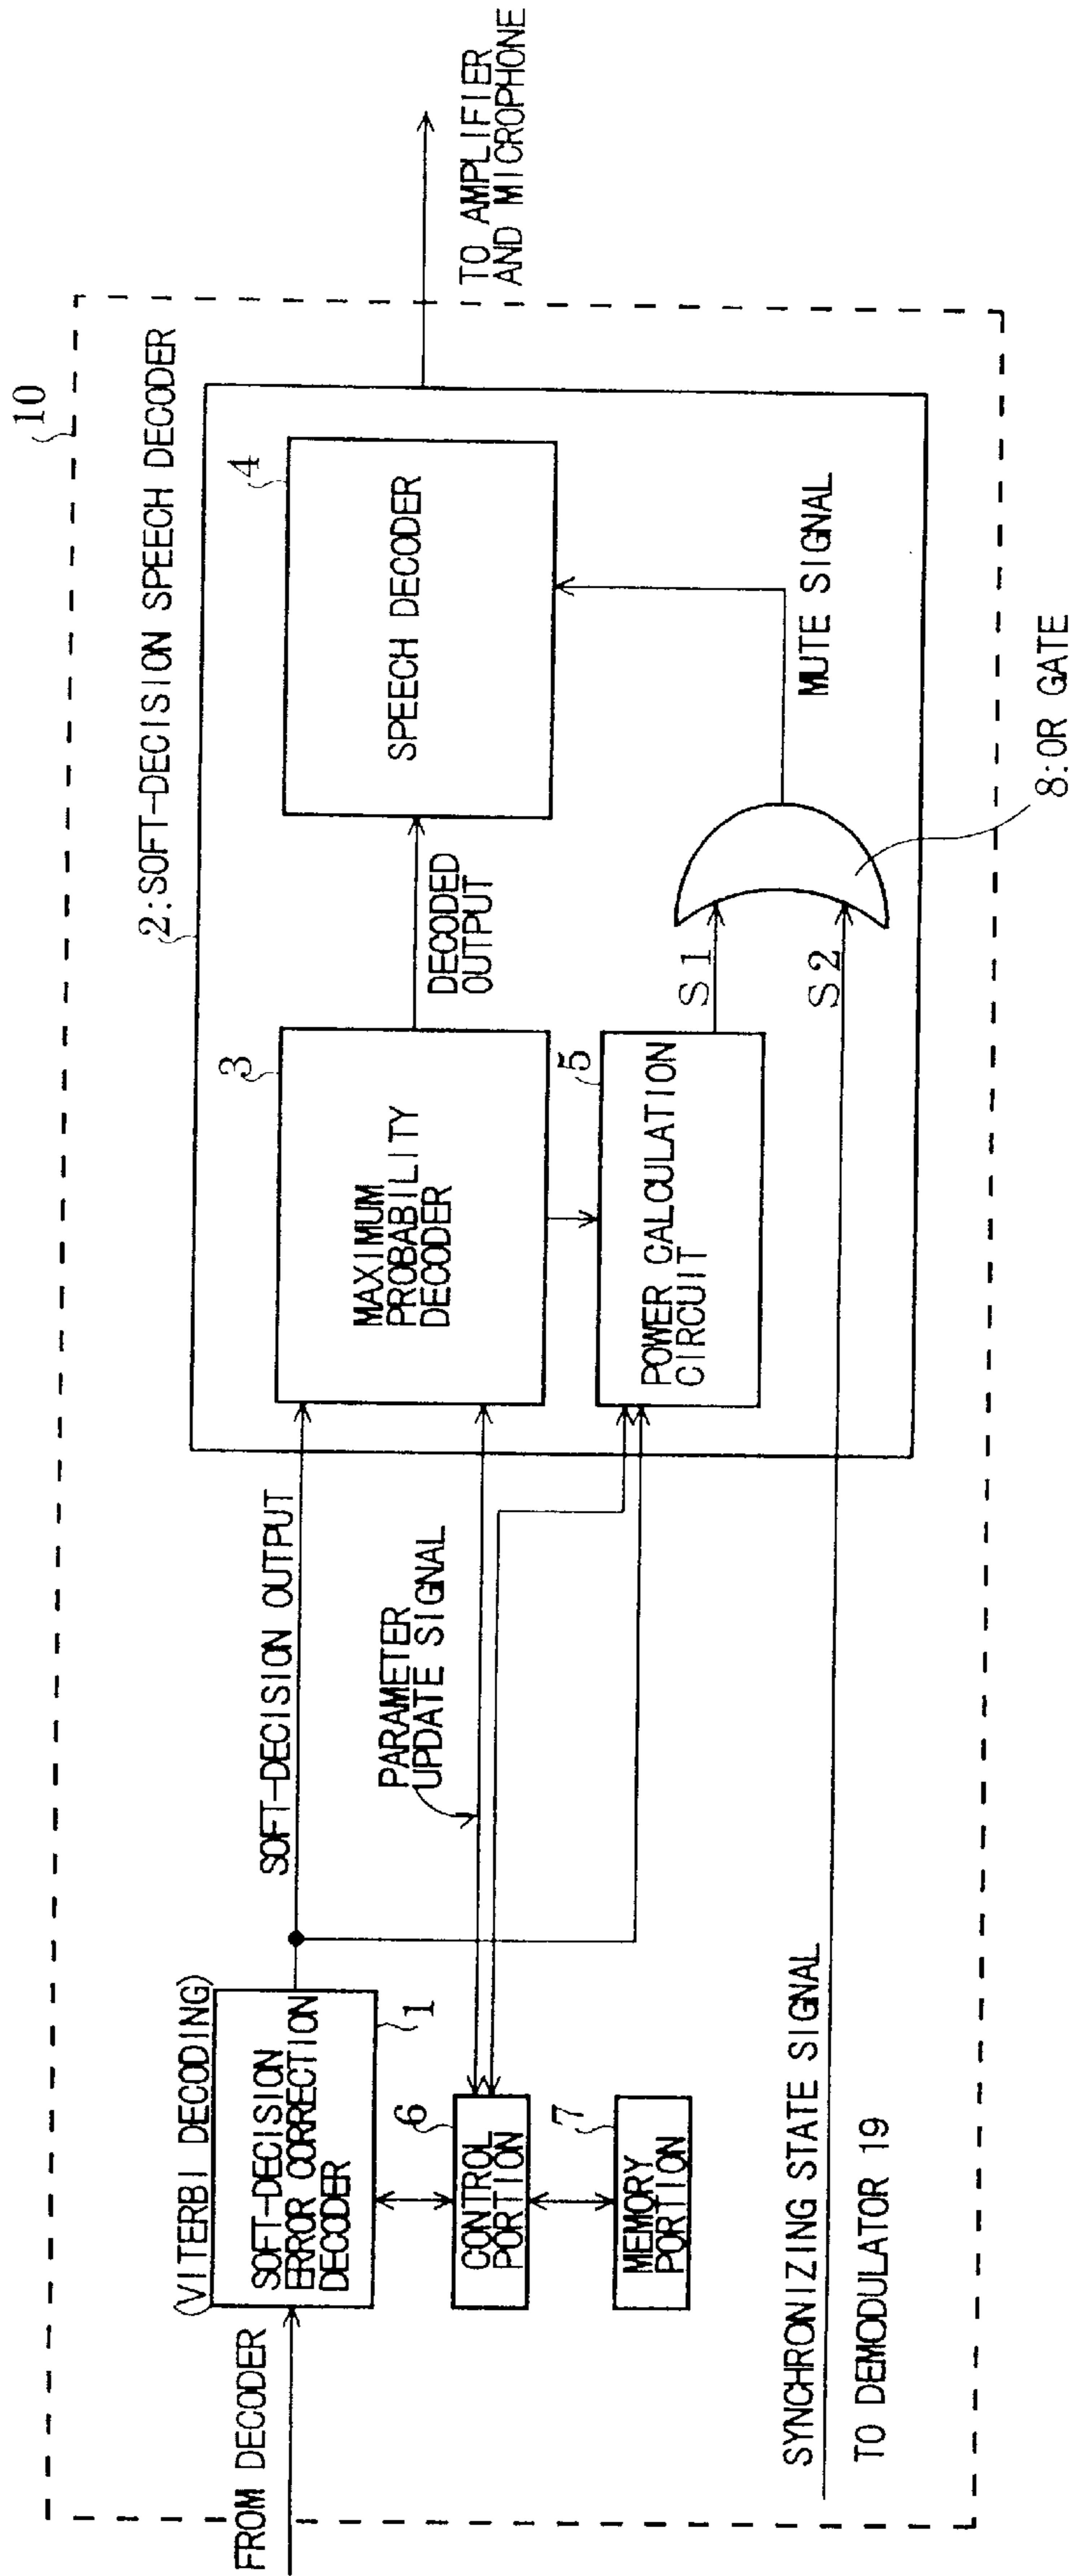 10
2:SOFT-DECISION SPEECH DECODER
(VITERBI DECODING)
FROM DECODER
SOFT-DECISION
ERROR CORRECTION
DECODER
1
SOFT-DECISION OUTPUT
MAXIMUM
PROBABILITY
DECODER
3
DECODED
OUTPUT
SPEECH DECODER
4
TO AMPLIFIER
AND MICROPHONE
CONTROL
PORTION
6
PARAMETER
UPDATE SIGNAL
POWER CALCULATION
CIRCUIT
5
S1
MEMORY
PORTION
7
MUTE SIGNAL
SYNCHRONIZING STATE SIGNAL
S2
TO DEMODULATOR 19
8:OR GATE